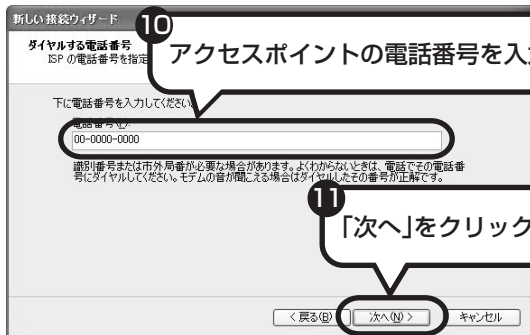 新しい接続ウィザード
10
ダイヤルする電話番号
ISP の電話番号を指定
アクセスポイントの電話番号を入
下に電話番号を入力してください。
電話番号(P):
00-0000-0000
識別番号または市外局番が必要な場合があります。よくわからないときは、電話でその電話番
号にダイヤルしてください。モデムの音が聞こえる場合はダイヤルしたその番号が正解です。
11
「次へ」をクリック
< 戻る(B)
次へ(N) >
キャンセル